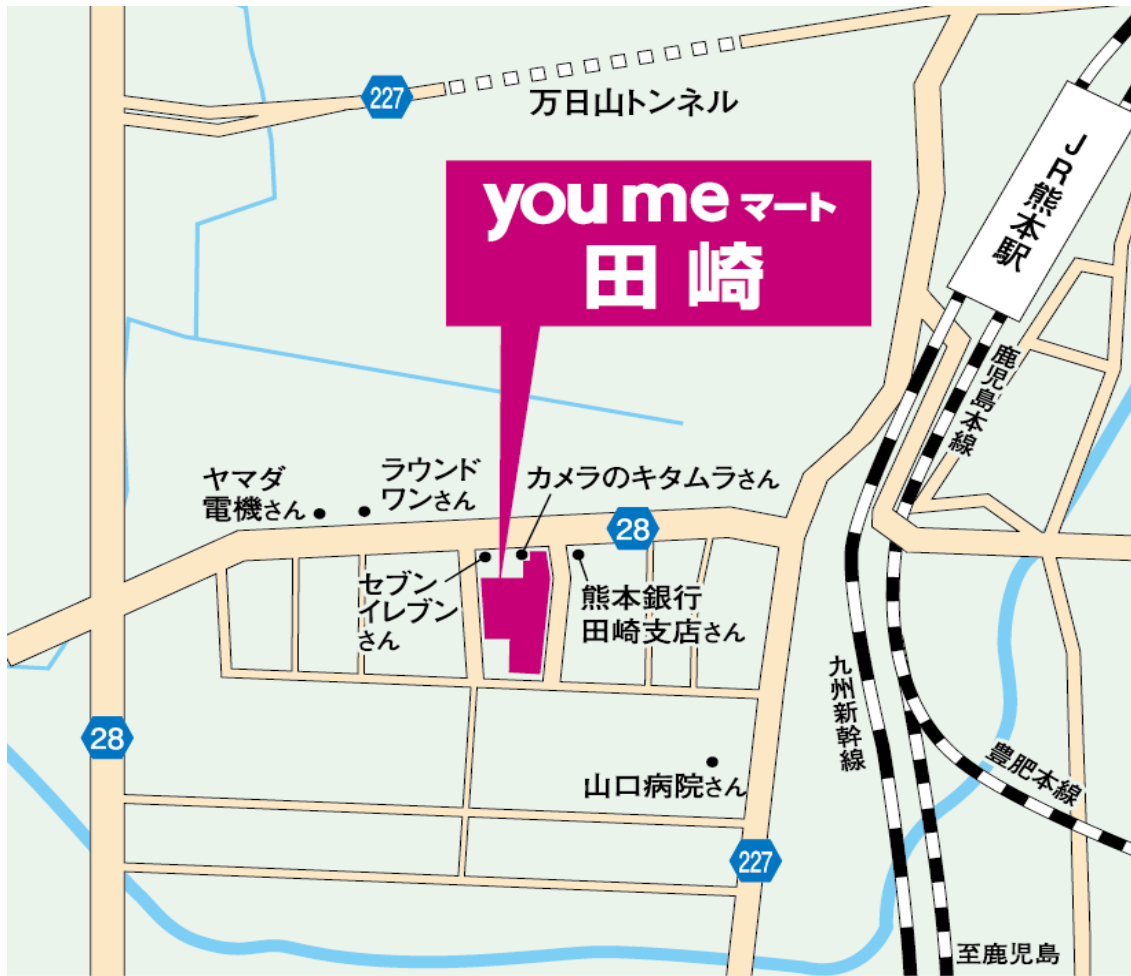 227
万日山トンネル
JR熊本駅
youme マート
田崎
鹿児島本線
ヤマダ
電機さん
ラウンド
ワンさん
カメラのキタムラさん
28
セブン
イレブン
さん
熊本銀行
田崎支店さん
九州新幹線
28
山口病院さん
豊肥本線
227
至鹿児島